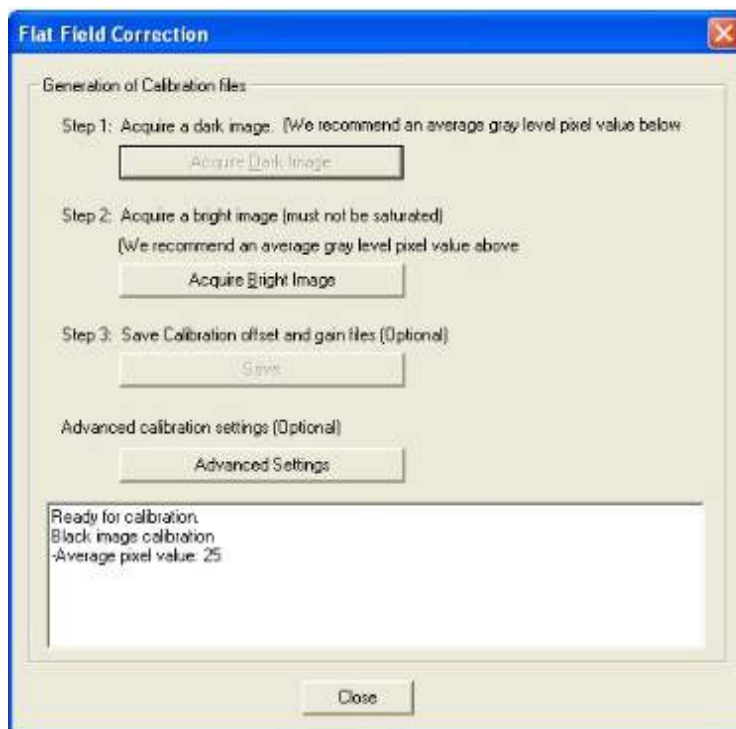 Flat Field Correction
Generation of Calibration files
Step 1: Acquire a dark image. (We recommend an average gray level pixel value below
Acquire Dark Image
Step 2: Acquire a bright image (must not be saturated)
(We recommend an average gray level pixel value above
Acquire Bright Image
Step 3: Save Calibration offset and gain files (Optional)
Save
Advanced calibration settings (Optional)
Advanced Settings
Ready for calibration.
Black image calibration
-Average pixel value: 25
Close